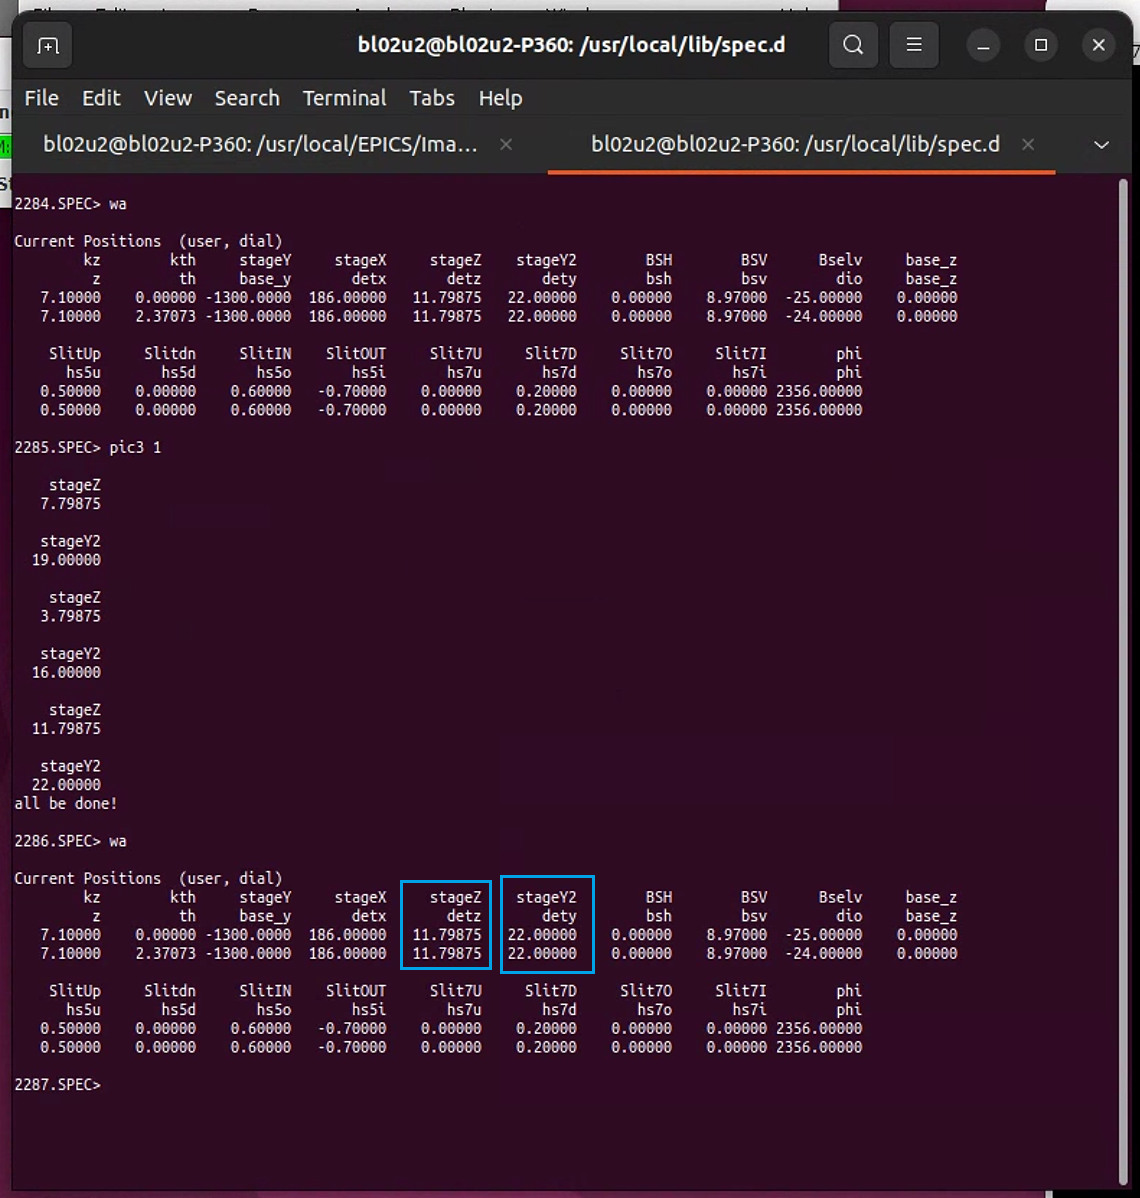 bl02u2@bl02u2-P360: /usr/local/lib/spec.d
File Edit View Search Terminal Tabs Help
bl02u2@bl02u2-P360: /usr/local/EPICS/Ima... × bl02u2@bl02u2-P360: /usr/local/lib/spec.d ×
2284.SPEC> wa
Current Positions (user, dial)
kz kth stageY stageX stageZ stageY2 BSH BSV Bselv base_z
z th base_y detx detz dety bsh bsv dio base_z
7.10000 0.00000 -1300.0000 186.00000 11.79875 22.00000 0.00000 8.97000 -25.00000 0.00000
7.10000 2.37073 -1300.0000 186.00000 11.79875 22.00000 0.00000 8.97000 -24.00000 0.00000
SlitUp Slitdn SlitIN SlitOUT Slit7U Slit7D Slit7O Slit7I phi
hs5u hs5d hs5o hs5i hs7u hs7d hs7o hs7i phi
0.50000 0.00000 0.60000 -0.70000 0.00000 0.20000 0.00000 0.00000 2356.00000
0.50000 0.00000 0.60000 -0.70000 0.00000 0.20000 0.00000 0.00000 2356.00000
2285.SPEC> pic3 1
stageZ
7.79875
stageY2
19.00000
stageZ
3.79875
stageY2
16.00000
stageZ
11.79875
stageY2
22.00000
all be done!
2286.SPEC> wa
Current Positions (user, dial)
kz kth stageY stageX stageZ stageY2 BSH BSV Bselv base_z
z th base_y detx detz dety bsh bsv dio base_z
7.10000 0.00000 -1300.0000 186.00000 11.79875 22.00000 0.00000 8.97000 -25.00000 0.00000
7.10000 2.37073 -1300.0000 186.00000 11.79875 22.00000 0.00000 8.97000 -24.00000 0.00000
SlitUp Slitdn SlitIN SlitOUT Slit7U Slit7D Slit7O Slit7I phi
hs5u hs5d hs5o hs5i hs7u hs7d hs7o hs7i phi
0.50000 0.00000 0.60000 -0.70000 0.00000 0.20000 0.00000 0.00000 2356.00000
0.50000 0.00000 0.60000 -0.70000 0.00000 0.20000 0.00000 0.00000 2356.00000
2287.SPEC>